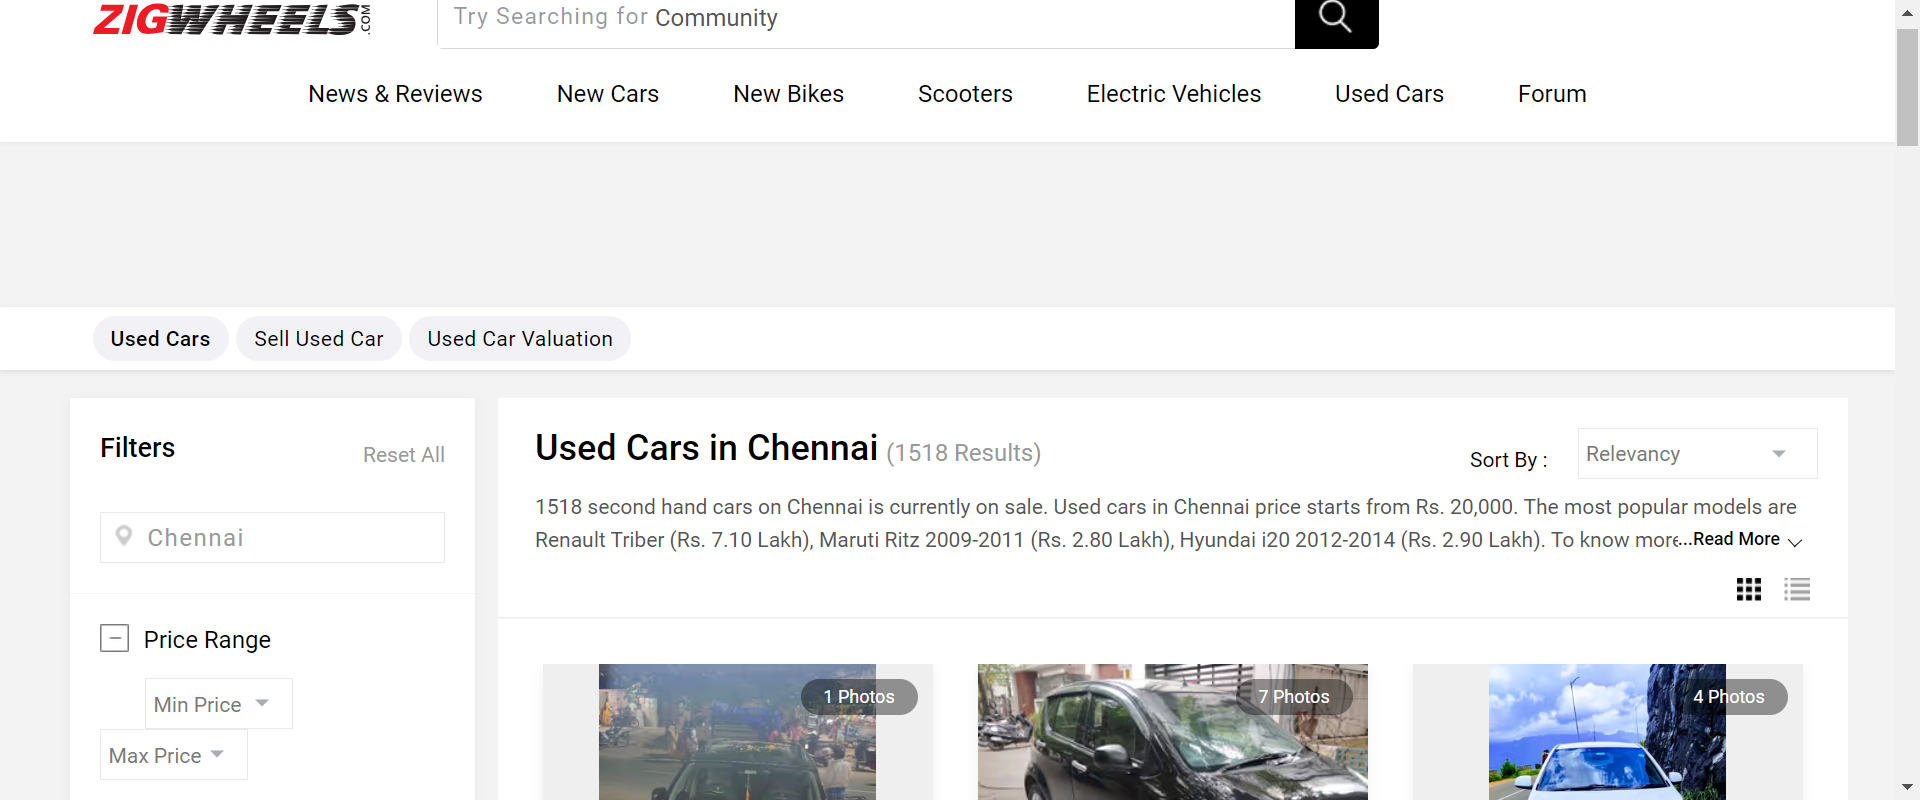 ZIGWHEELS.COM
Try Searching for Community
News & Reviews New Cars New Bikes Scooters Electric Vehicles Used Cars Forum
Used Cars Sell Used Car Used Car Valuation
Filters
Reset All
Chennai
Price Range
Min Price
Max Price
Used Cars in Chennai (1518 Results)
Sort By : Relevancy
1518 second hand cars on Chennai is currently on sale. Used cars in Chennai price starts from Rs. 20,000. The most popular models are
Renault Triber (Rs. 7.10 Lakh), Maruti Ritz 2009-2011 (Rs. 2.80 Lakh), Hyundai i20 2012-2014 (Rs. 2.90 Lakh). To know more...Read More
1 Photos
7 Photos
4 Photos